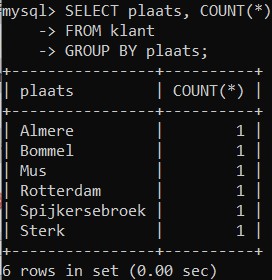 mysql> SELECT plaats, COUNT(*)
    -> FROM klant
    -> GROUP BY plaats;
+----------------+----------+
| plaats         | COUNT(*) |
+----------------+----------+
| Almere         |        1 |
| Bommel         |        1 |
| Mus            |        1 |
| Rotterdam      |        1 |
| Spijkersebroek |        1 |
| Sterk          |        1 |
+----------------+----------+
6 rows in set (0.00 sec)